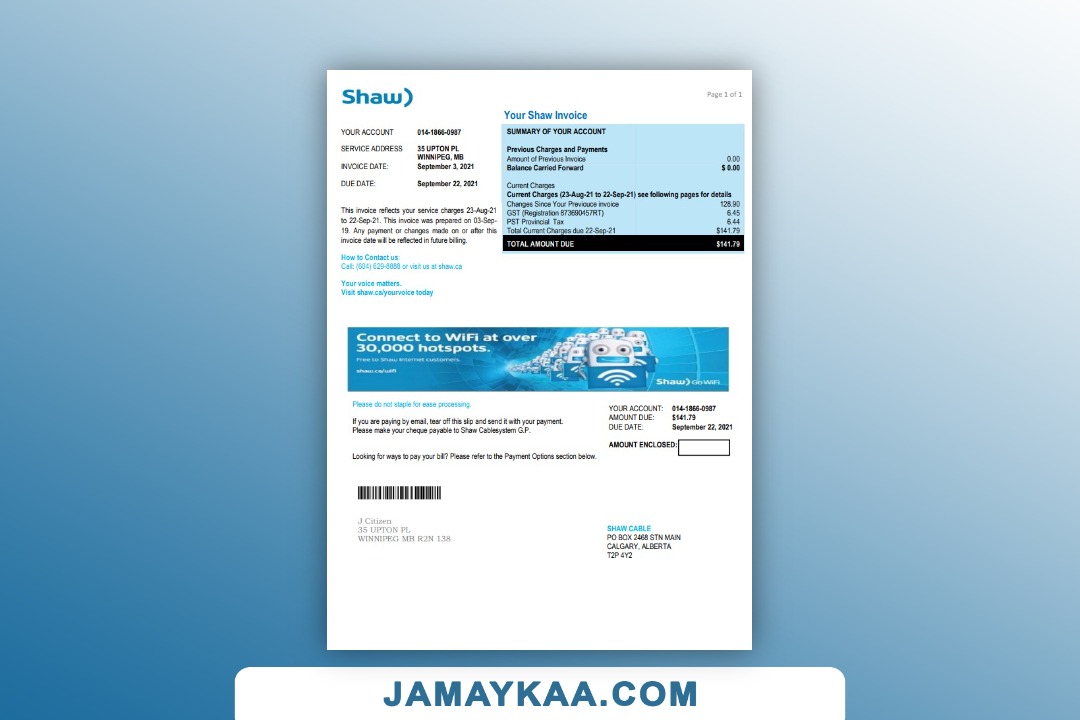 Shaw)
Page 1 of 1
Your Shaw Invoice
YOUR ACCOUNT 014-1866-0987
SERVICE ADDRESS 35 UPTON PL
WINNIPEG, MB
INVOICE DATE: September 3, 2021
DUE DATE: September 22, 2021
This invoice reflects your service charges 23-Aug-21
to 22-Sep-21. This invoice was prepared on 03-Sep-
19. Any payment or changes made on or after this
invoice date will be reflected in future billing.
How to Contact us:
Call; (604) 629-8888 or visit us at shaw.ca
Your voice matters.
Visit shaw.ca/yourvoice today
SUMMARY OF YOUR ACCOUNT
Previous Charges and Payments
Amount of Previous Invoice 0.00
Balance Carried Forward $ 0.00
Current Charges
Current Charges (23-Aug-21 to 22-Sep-21) see following pages for details
Changes Since Your Previouce invoice 128.90
GST (Registration 873690457RT) 6.45
PST Provincial Tax 6.44
Total Current Charges due 22-Sep-21 $141.79
TOTAL AMOUNT DUE $141.79
Connect to WiFi at over
30,000 hotspots.
Free to Shaw Internet customers.
shaw.ca/wifi
Shaw) Go WiFi
Please do not staple for ease processing.
If you are paying by email, tear off this slip and send it with your payment.
Please make your cheque payable to Shaw Cablesystem G.P.
Looking for ways to pay your bill? Please refer to the Payment Options section below.
YOUR ACCOUNT: 014-1866-0987
AMOUNT DUE: $141.79
DUE DATE: September 22, 2021
AMOUNT ENCLOSED:
J Citizen
35 UPTON PL
WINNIPEG MB R2N 138
SHAW CABLE
PO BOX 2468 STN MAIN
CALGARY, ALBERTA
T2P 4Y2
JAMAYKAA.COM